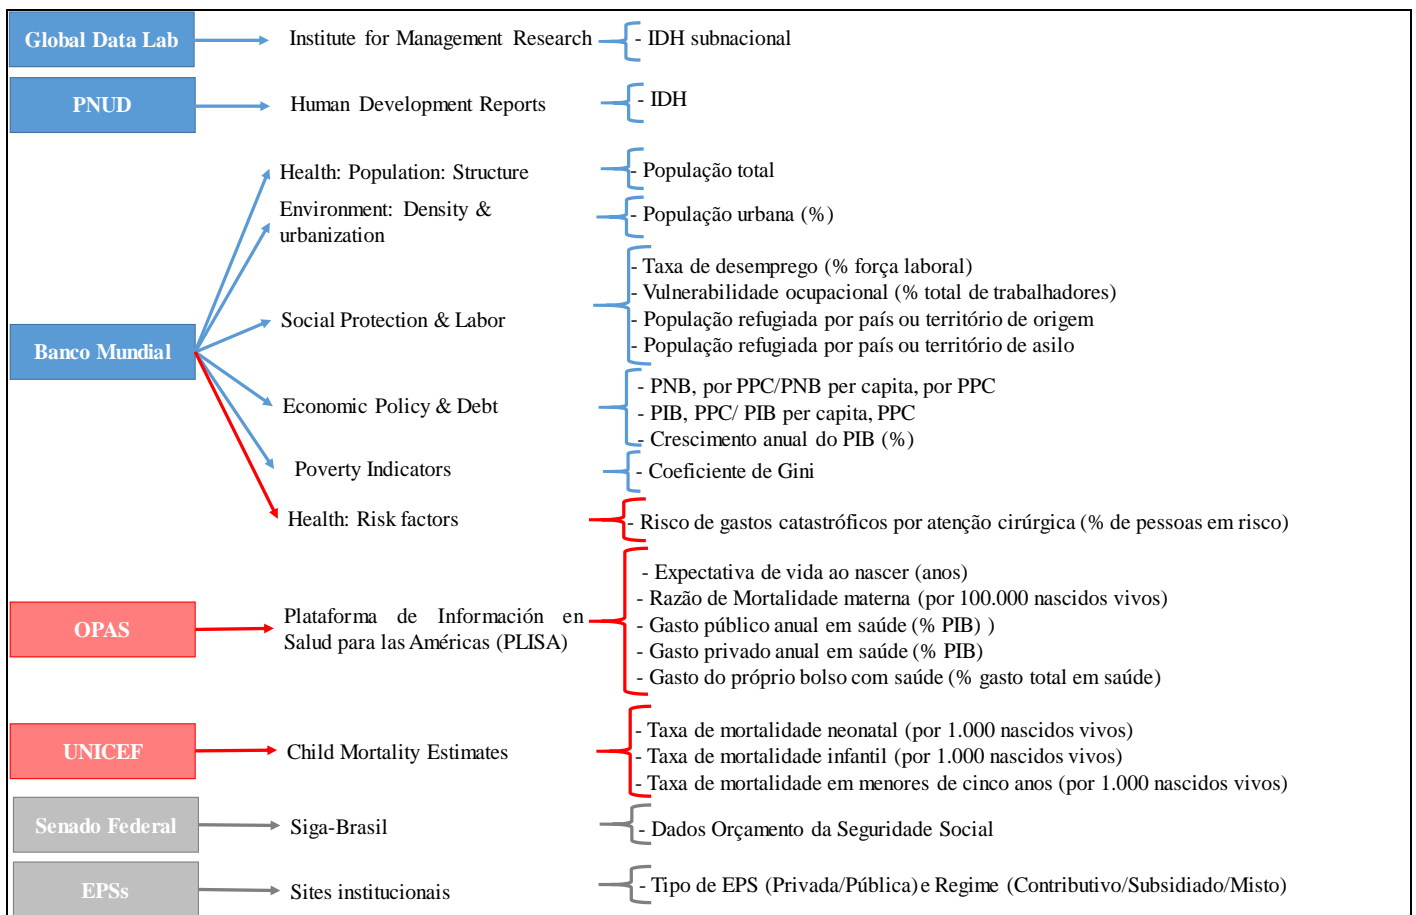 Global Data Lab
Institute for Management Research
- IDH subnacional
PNUD
Human Development Reports
- IDH
Banco Mundial
Health: Population: Structure
- População total
Environment: Density &
urbanization
- População urbana (%)
Social Protection & Labor
- Taxa de desemprego (% força laboral)
- Vulnerabilidade ocupacional (% total de trabalhadores)
- População refugiada por país ou território de origem
- População refugiada por país ou território de asilo
Economic Policy & Debt
- PNB, por PPC/PNB per capita, por PPC
- PIB, PPC/ PIB per capita, PPC
- Crescimento anual do PIB (%)
Poverty Indicators
- Coeficiente de Gini
Health: Risk factors
- Risco de gastos catastróficos por atenção cirúrgica (% de pessoas em risco)
OPAS
Plataforma de Información en
Salud para las Américas (PLISA)
- Expectativa de vida ao nascer (anos)
- Razão de Mortalidade materna (por 100.000 nascidos vivos)
- Gasto público anual em saúde (% PIB) )
- Gasto privado anual em saúde (% PIB)
- Gasto do próprio bolso com saúde (% gasto total em saúde)
UNICEF
Child Mortality Estimates
- Taxa de mortalidade neonatal (por 1.000 nascidos vivos)
- Taxa de mortalidade infantil (por 1.000 nascidos vivos)
- Taxa de mortalidade em menores de cinco anos (por 1.000 nascidos vivos)
Senado Federal
Siga-Brasil
- Dados Orçamento da Seguridade Social
EPSs
Sites institucionais
- Tipo de EPS (Privada/Pública) e Regime (Contributivo/Subsidiado/Misto)